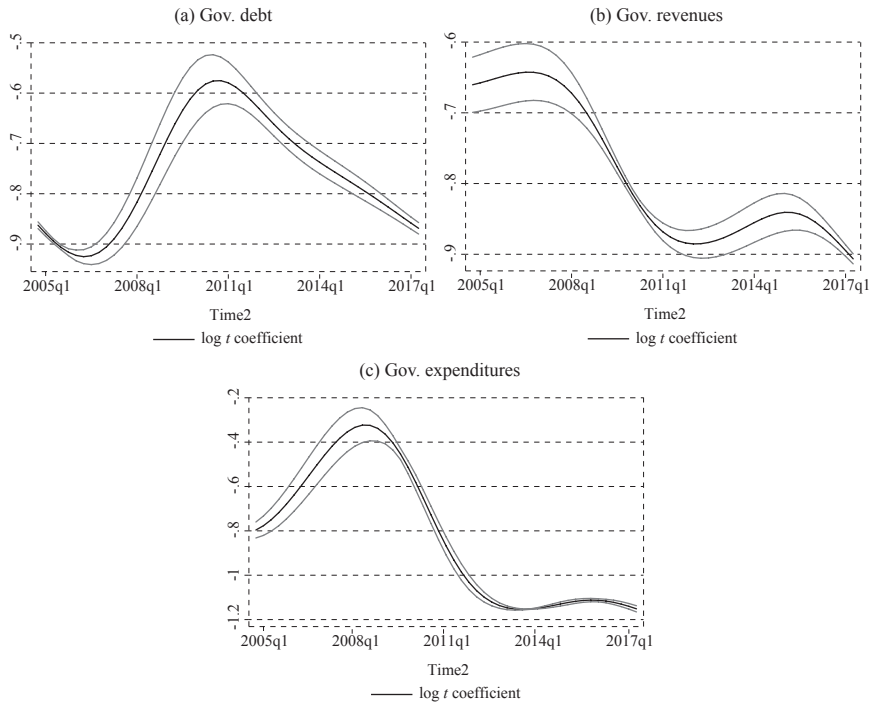 (a) Gov. debt
-.5
-.6
-.7
-.8
-.9
2005q1 2008q1 2011q1 2014q1 2017q1
Time2
log t coefficient
(b) Gov. revenues
-.6
-.7
-.8
-.9
2005q1 2008q1 2011q1 2014q1 2017q1
Time2
log t coefficient
(c) Gov. expenditures
-.2
-.4
-.6
-.8
-1
-1.2
2005q1 2008q1 2011q1 2014q1 2017q1
Time2
log t coefficient